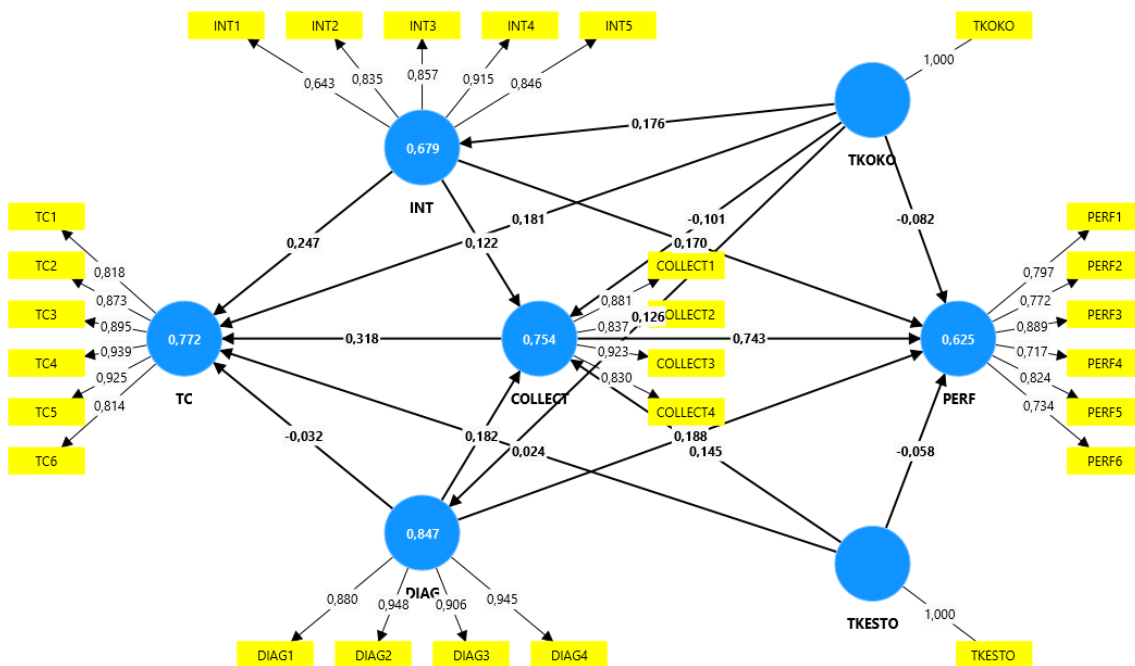 INT1
INT2
INT3
INT4
INT5
TKOKO
0,643
0,835
0,857
0,915
0,846
1,000
0,679
INT
0,176
TKOKO
TC1
TC2
TC3
TC4
TC5
TC6
0,818
0,873
0,895
0,939
0,925
0,814
0,772
TC
0,247
0,122
0,181
-0,101
0,170
-0,082
0,126
COLLECT1
COLLECT2
COLLECT3
COLLECT4
0,881
0,837
0,923
0,830
0,754
COLLECT
0,318
0,743
PERF1
PERF2
PERF3
PERF4
PERF5
PERF6
0,797
0,772
0,889
0,717
0,824
0,734
0,625
PERF
-0,032
0,182
0,024
0,188
0,145
-0,058
0,847
DIAG
0,880
0,948
0,906
0,945
DIAG1
DIAG2
DIAG3
DIAG4
TKESTO
1,000
TKESTO